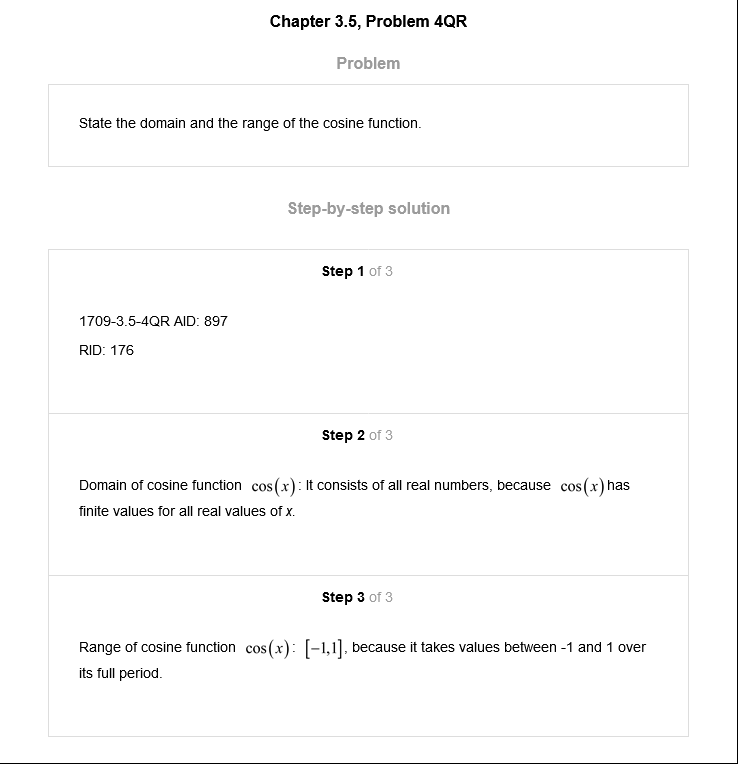 Chapter 3.5, Problem 4QR
Problem
State the domain and the range of the cosine function.
Step-by-step solution
Step 1 of 3
1709-3.5-4QR AID: 897
RID: 176
Step 2 of 3
Domain of cosine function cos(x): It consists of all real numbers, because cos(x) has
finite values for all real values of x.
Step 3 of 3
Range of cosine function cos(x): [−1,1], because it takes values between -1 and 1 over
its full period.